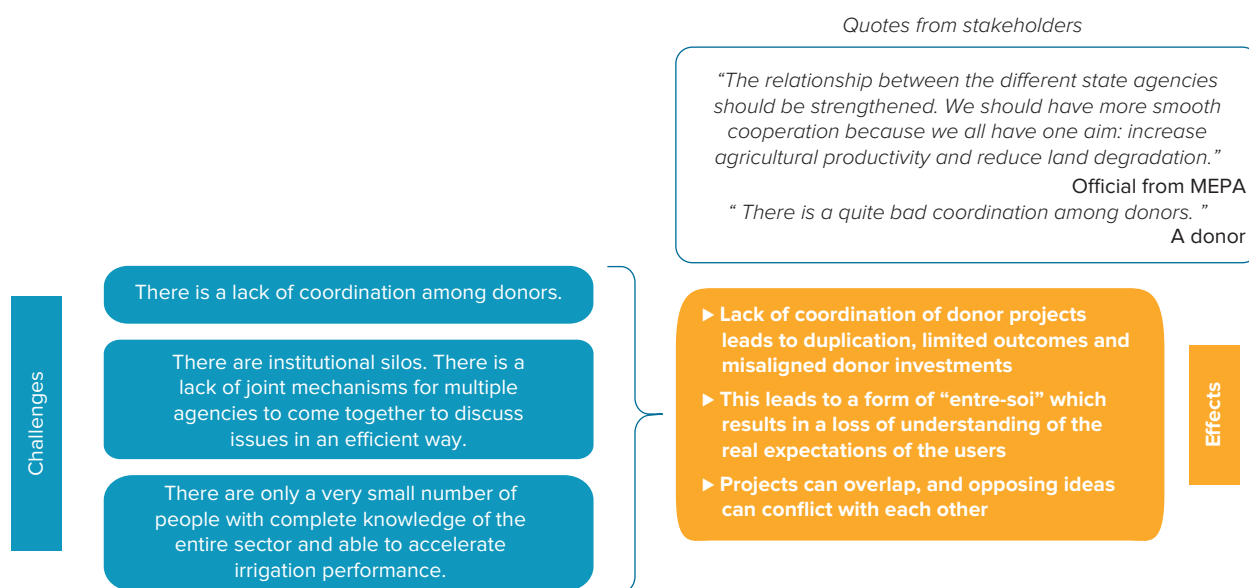 Quotes from stakeholders
“The relationship between the different state agencies
should be strengthened. We should have more smooth
cooperation because we all have one aim: increase
agricultural productivity and reduce land degradation.”
Official from MEPA
“ There is a quite bad coordination among donors. ”
A donor
Challenges
There is a lack of coordination among donors.
There are institutional silos. There is a
lack of joint mechanisms for multiple
agencies to come together to discuss
issues in an efficient way.
There are only a very small number of
people with complete knowledge of the
entire sector and able to accelerate
irrigation performance.
▶ Lack of coordination of donor projects
leads to duplication, limited outcomes and
misaligned donor investments
▶ This leads to a form of “entre-soi” which
results in a loss of understanding of the
real expectations of the users
▶ Projects can overlap, and opposing ideas
can conflict with each other
Effects